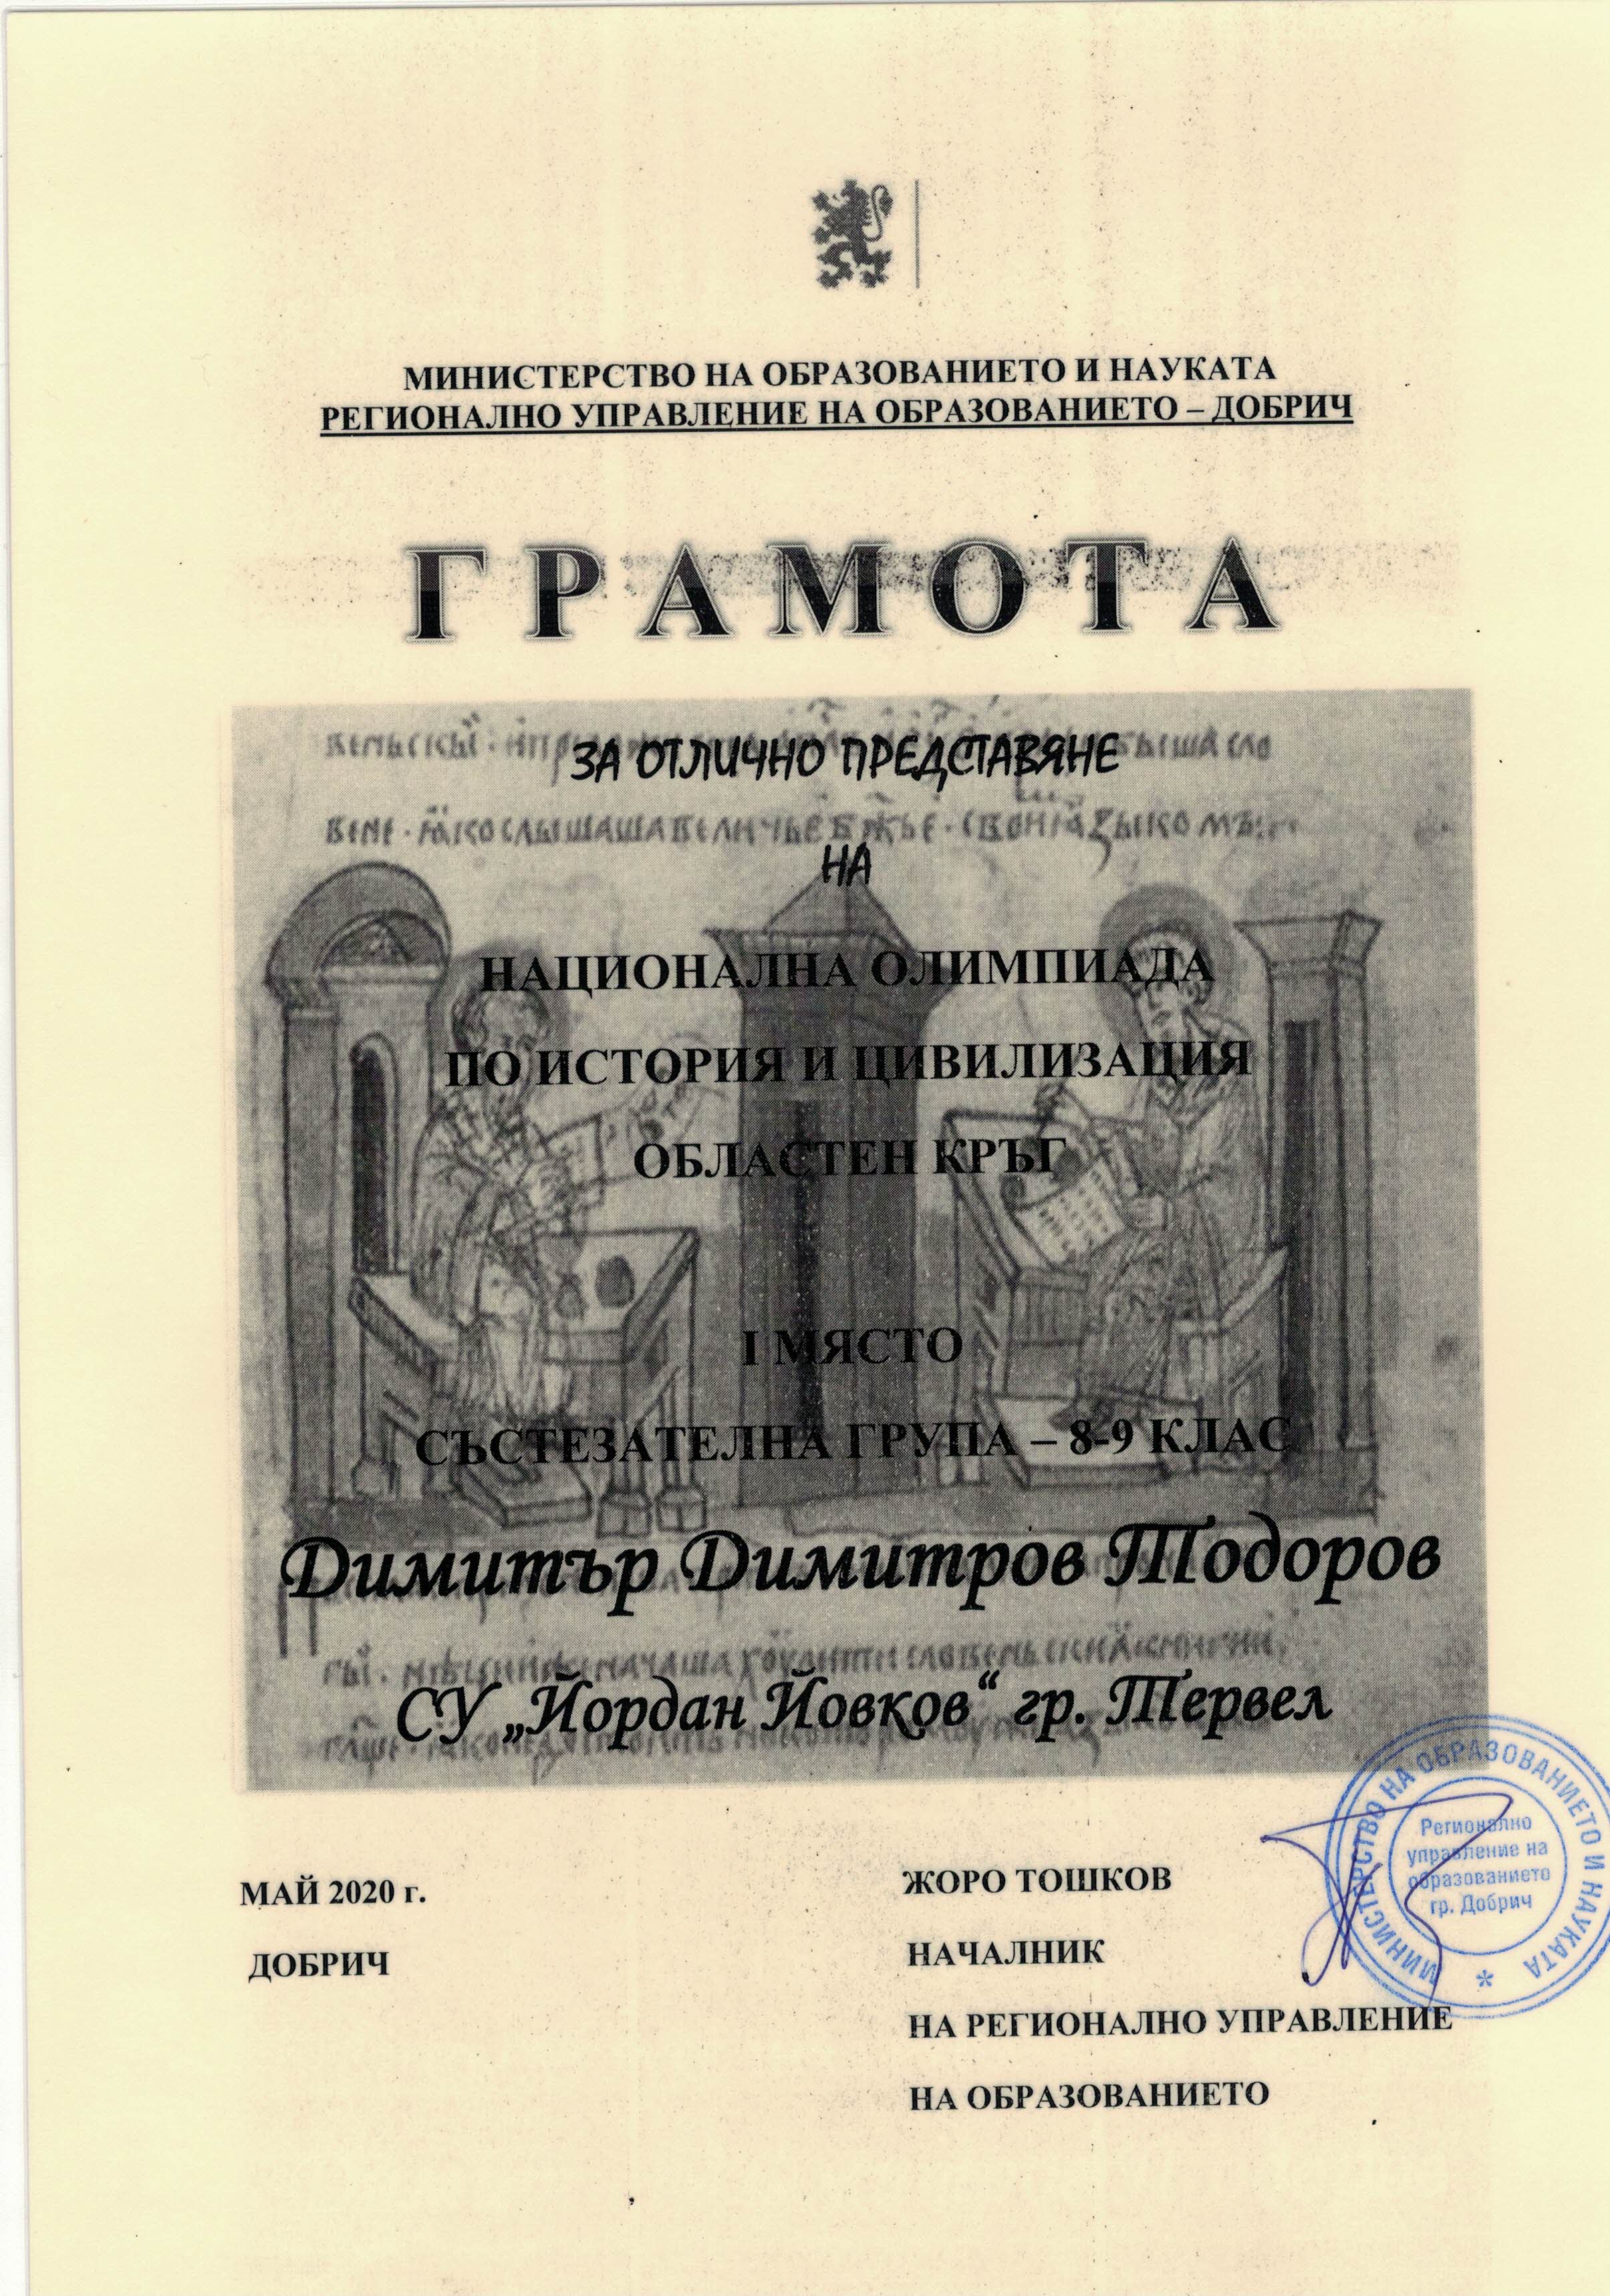 МИНИСТЕРСТВО НА ОБРАЗОВАНИЕТО И НАУКАТА
РЕГИОНАЛНО УПРАВЛЕНИЕ НА ОБРАЗОВАНИЕТО – ДОБРИЧ
ГРАМОТА
ЗА ОТЛИЧНО ПРЕДСТАВЯНЕ
НА
НАЦИОНАЛНА ОЛИМПИАДА
ПО ИСТОРИЯ И ЦИВИЛИЗАЦИЯ
ОБЛАСТЕН КРЪГ
I МЯСТО
СЪСТЕЗАТЕЛНА ГРУПА – 8-9 КЛАС
Димитър Димитров Тодоров
СУ „Йордан Йовков“ гр. Тервел
МАЙ 2020 г.
ДОБРИЧ
ЖОРО ТОШКОВ
НАЧАЛНИК
НА РЕГИОНАЛНО УПРАВЛЕНИЕ
НА ОБРАЗОВАНИЕТО
МИНИСТЕРСТВО НА ОБРАЗОВАНИЕТО И НАУКАТА
Регионално
управление на
образованието
гр. Добрич